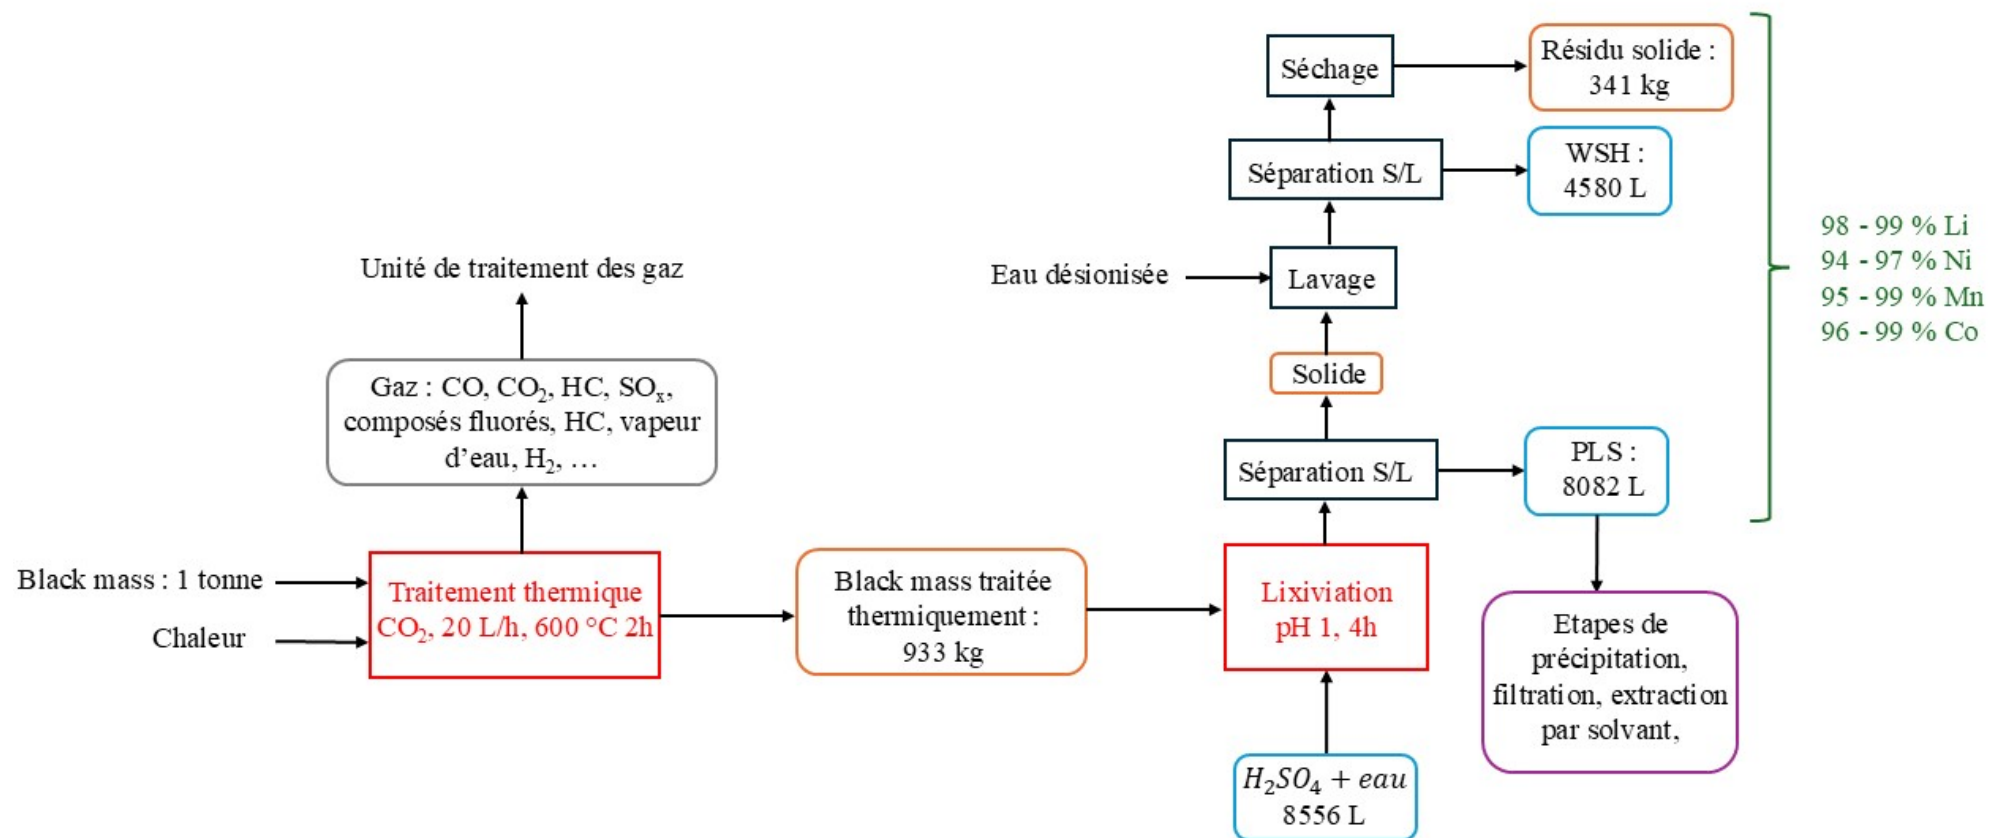 Séchage
Résidu solide :
341 kg
Séparation S/L
WSH :
4580 L
98 - 99 % Li
94 - 97 % Ni
95 - 99 % Mn
96 - 99 % Co
Unité de traitement des gaz
Eau désionisée
Lavage
Gaz : CO, CO₂, HC, SOₓ,
composés fluorés, HC, vapeur
d’eau, H₂, …
Solide
Séparation S/L
PLS :
8082 L
Black mass : 1 tonne
Chaleur
Traitement thermique
CO₂, 20 L/h, 600 °C 2h
Black mass traitée
thermiquement :
933 kg
Lixiviation
pH 1, 4h
Etapes de
précipitation,
filtration, extraction
par solvant,
H₂SO₄ + eau
8556 L